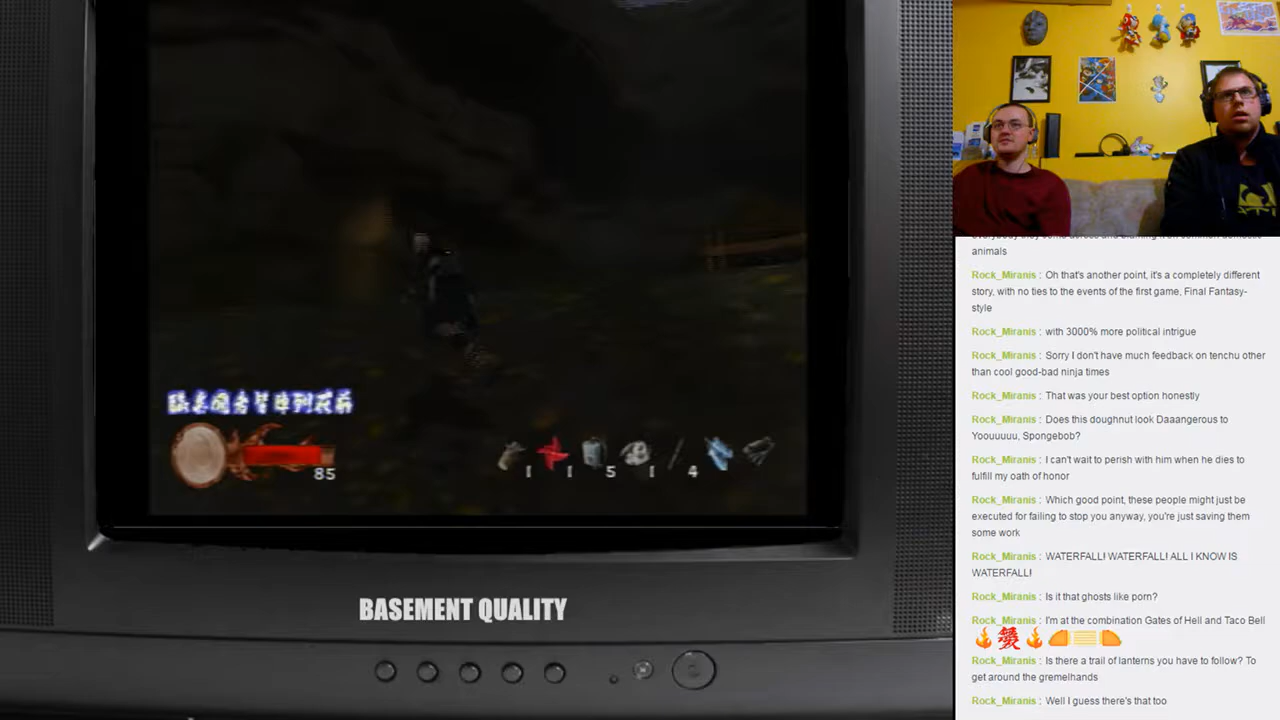 85
1 1 5 1 4
BASEMENT QUALITY
animals
Rock_Miranis : Oh that's another point, it's a completely different
story, with no ties to the events of the first game, Final Fantasy-
style
Rock_Miranis : with 3000% more political intrigue
Rock_Miranis : Sorry I don't have much feedback on tenchu other
than cool good-bad ninja times
Rock_Miranis : That was your best option honestly
Rock_Miranis : Does this doughnut look Daaangerous to
Yoouuuuu, Spongebob?
Rock_Miranis : I can't wait to perish with him when he dies to
fulfill my oath of honor
Rock_Miranis : Which good point, these people might just be
executed for failing to stop you anyway, you're just saving them
some work
Rock_Miranis : WATERFALL! WATERFALL! ALL I KNOW IS
WATERFALL!
Rock_Miranis : Is it that ghosts like porn?
Rock_Miranis : I'm at the combination Gates of Hell and Taco Bell
Rock_Miranis : Is there a trail of lanterns you have to follow? To
get around the gremelhands
Rock_Miranis : Well I guess there's that too